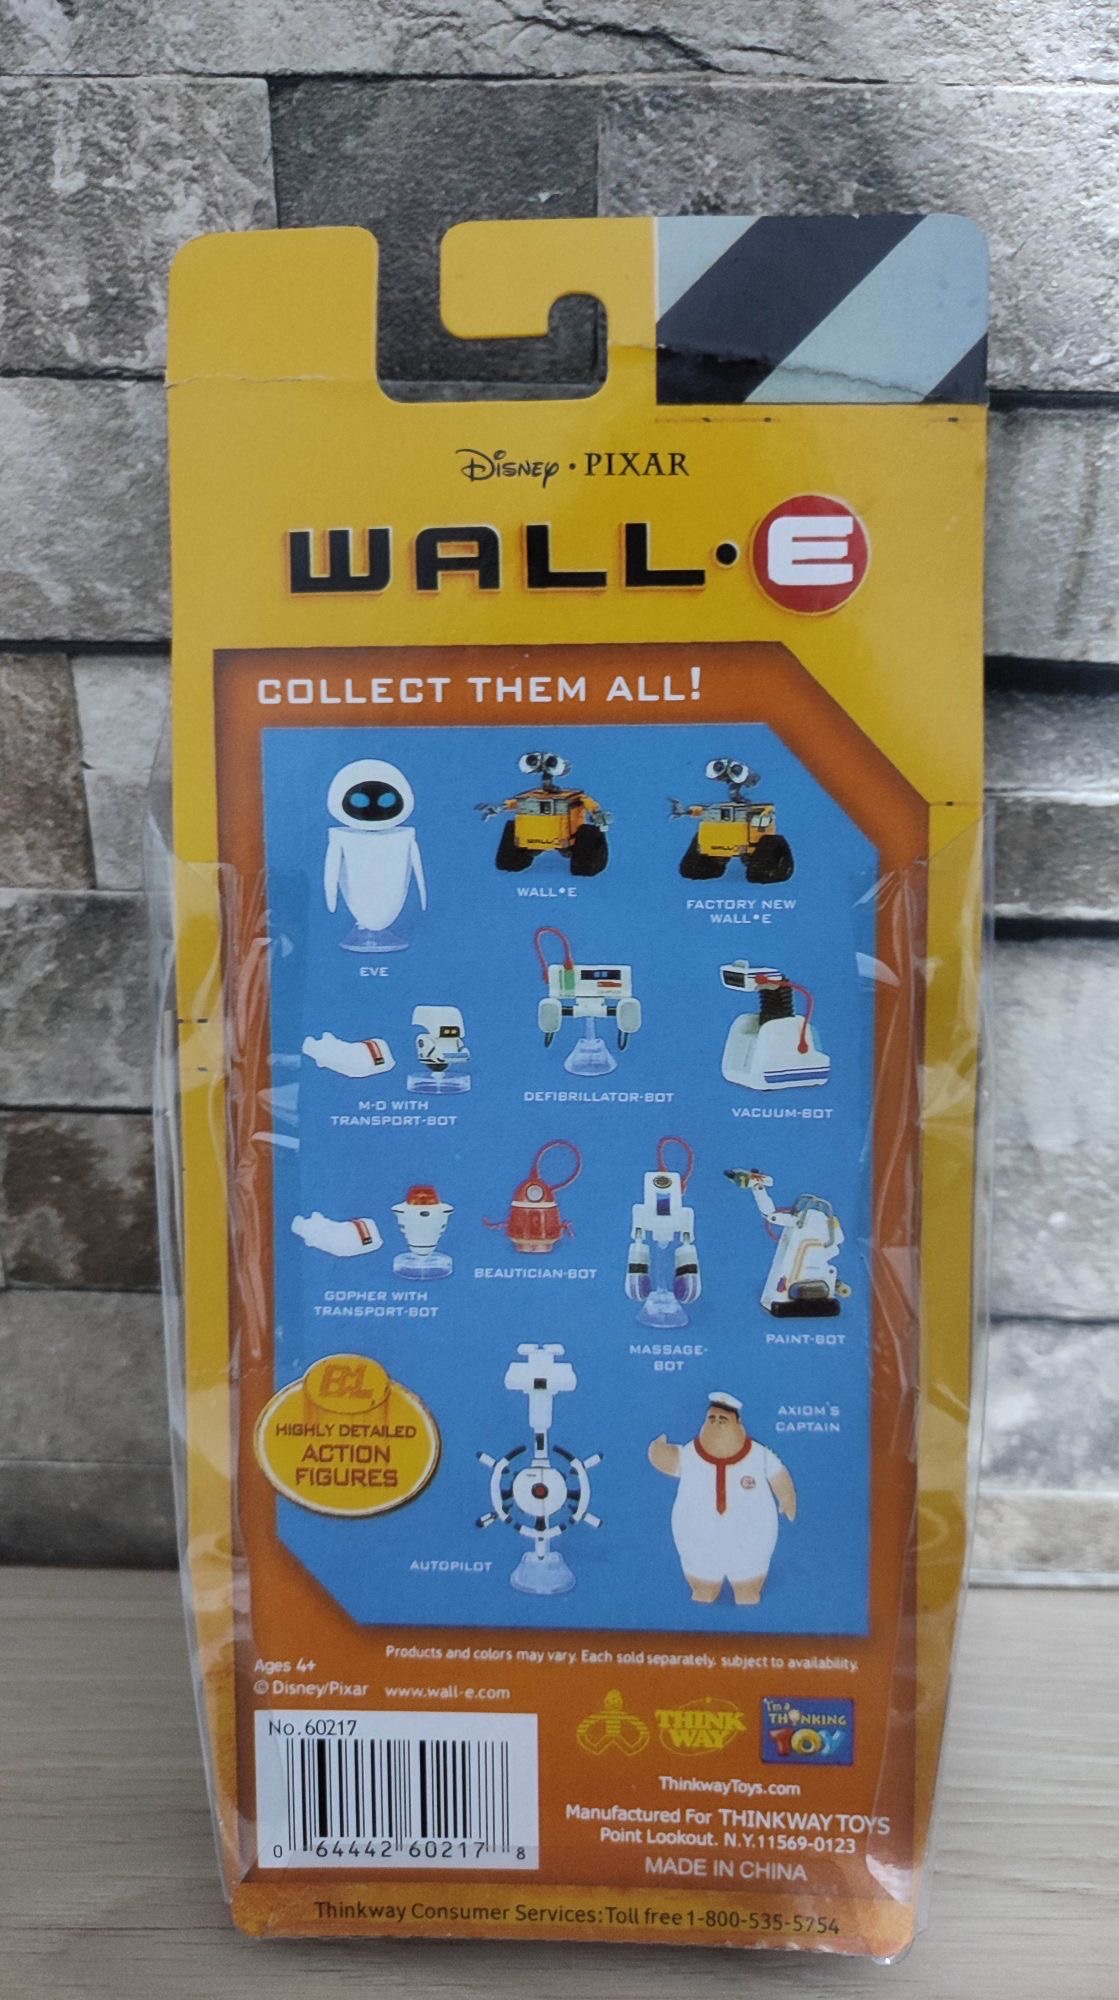 Disney · PIXAR
WALL·E
COLLECT THEM ALL!
EVE
WALL•E
FACTORY NEW
WALL•E
M-O WITH
TRANSPORT-BOT
DEFIBRILLATOR-BOT
VACUUM-BOT
GOPHER WITH
TRANSPORT-BOT
BEAUTICIAN-BOT
MASSAGE-
BOT
PAINT-BOT
BnL
HIGHLY DETAILED
ACTION
FIGURES
AUTOPILOT
AXIOM'S
CAPTAIN
Products and colors may vary. Each sold separately. subject to availability.
Ages 4+
© Disney/Pixar www.wall-e.com
No.60217
0 64442 60217 8
THINK
WAY
I'm a
THINKING
TOY
ThinkwayToys.com
Manufactured For THINKWAY TOYS
Point Lookout. N.Y.11569-0123
MADE IN CHINA
Thinkway Consumer Services:Toll free 1-800-535-5754